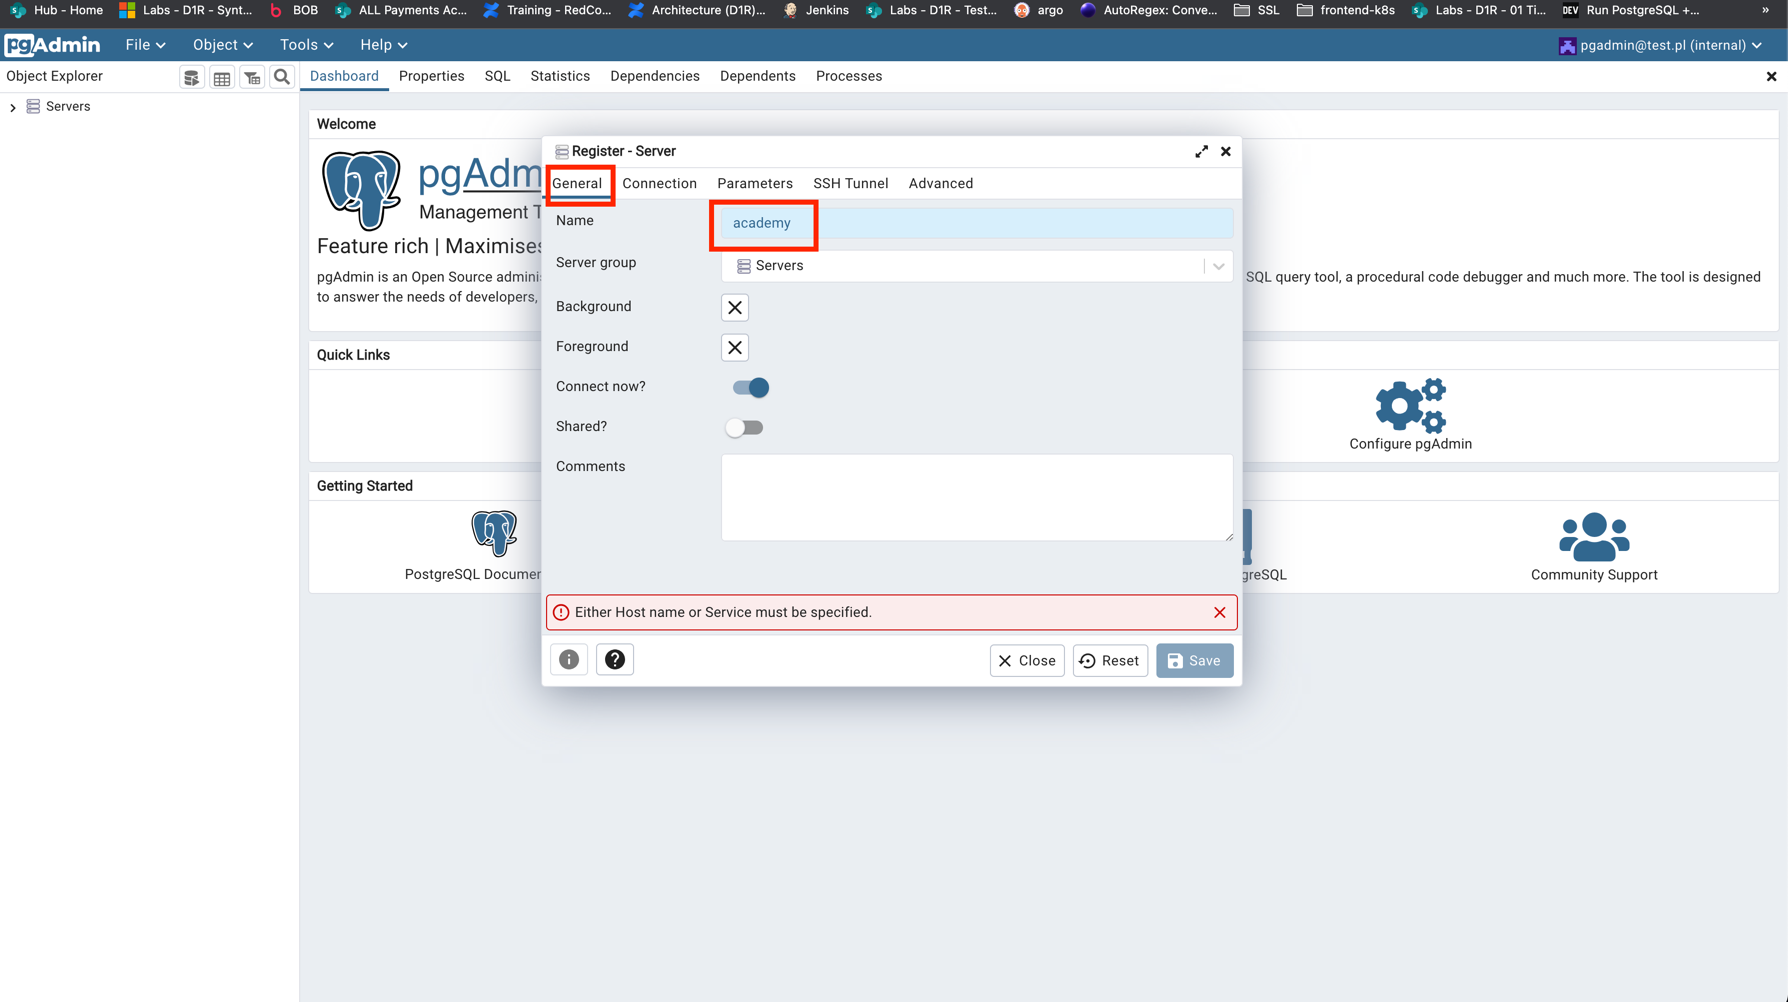 Hub - Home Labs - D1R - Synt... BOB ALL Payments Ac... Training - RedCo... Architecture (D1R)... Jenkins Labs - D1R - Test... argo AutoRegex: Conve... SSL frontend-k8s Labs - D1R - 01 Ti... DEV Run PostgreSQL +... »
pgAdmin File Object Tools Help pgadmin@test.pl (internal)
Object Explorer Dashboard Properties SQL Statistics Dependencies Dependents Processes
Servers
Welcome
pgAdm
Management T
Feature rich | Maximises
pgAdmin is an Open Source adminis SQL query tool, a procedural code debugger and much more. The tool is designed
to answer the needs of developers,
Register - Server
General Connection Parameters SSH Tunnel Advanced
Name academy
Server group Servers
Background
Foreground
Connect now?
Shared?
Comments
Either Host name or Service must be specified.
i ? Close Reset Save
Quick Links
Configure pgAdmin
Getting Started
PostgreSQL Documen greSQL Community Support